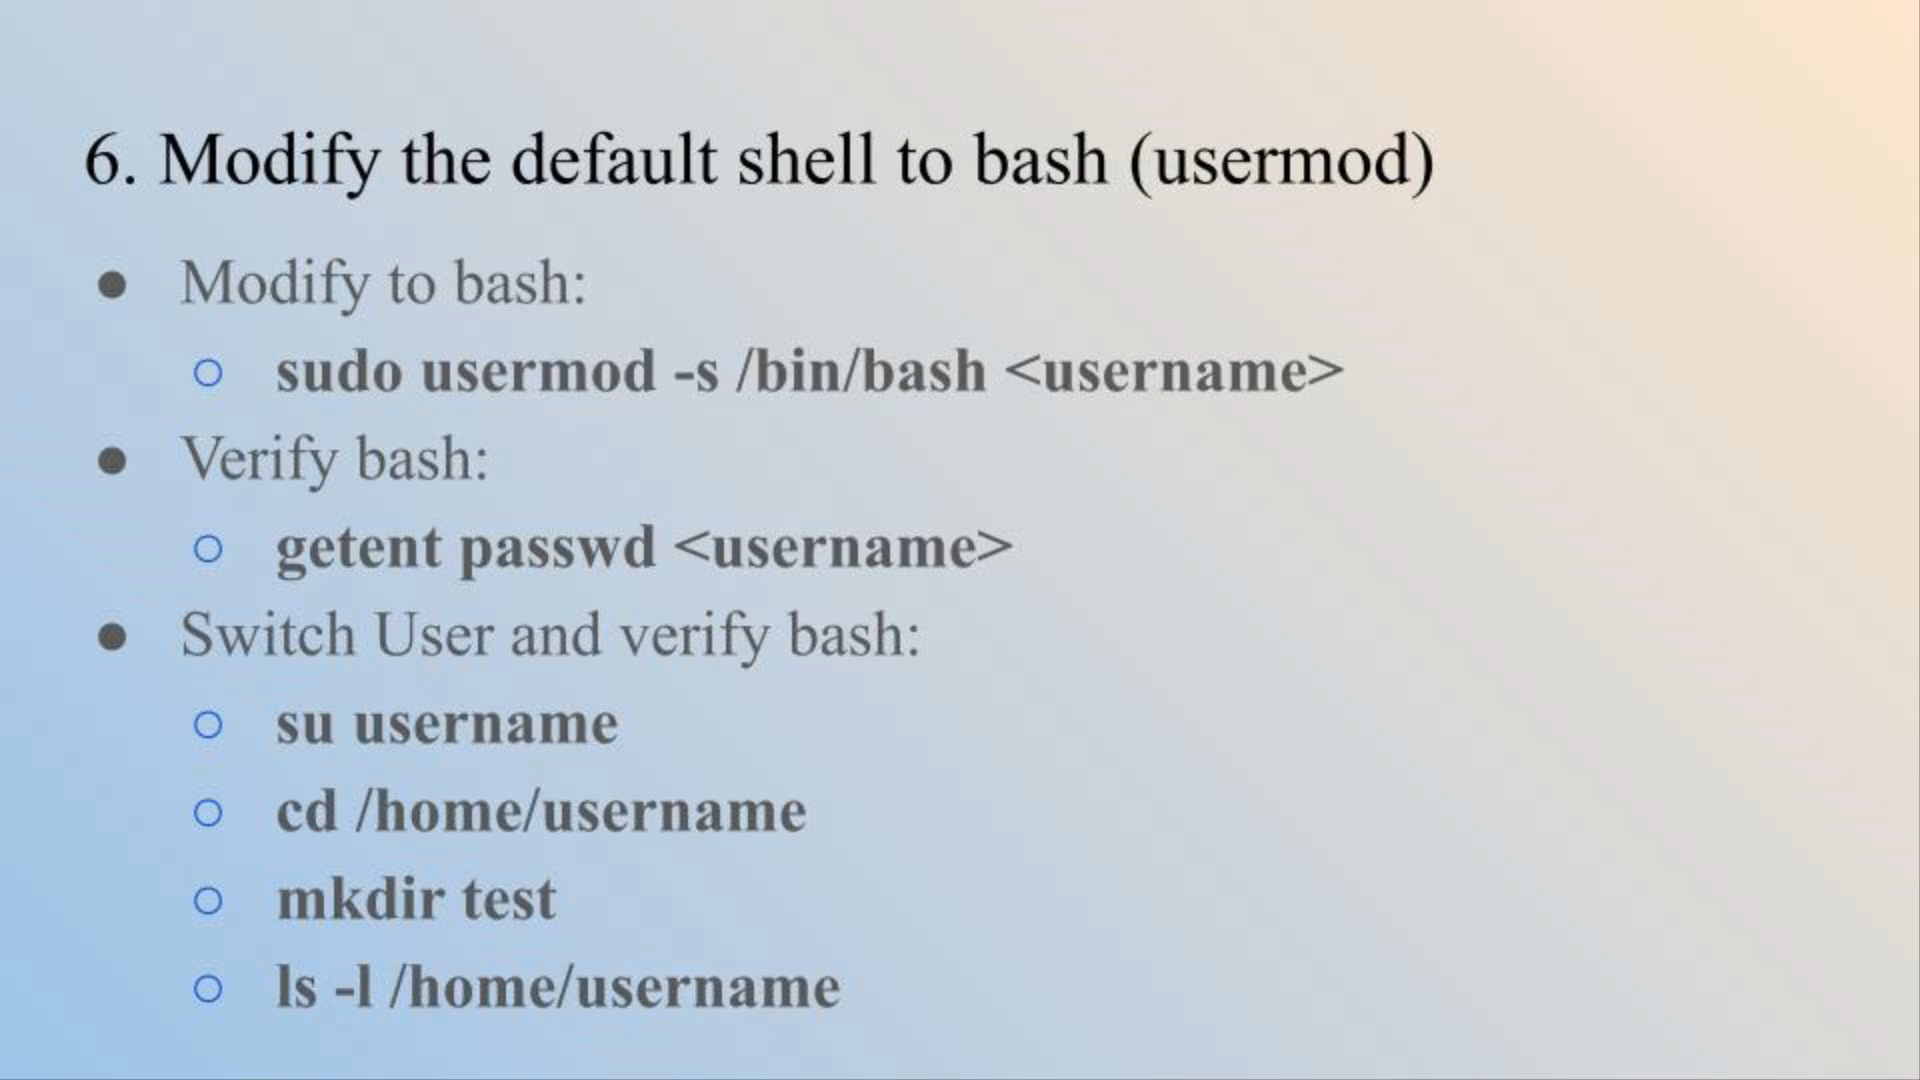 6. Modify the default shell to bash (usermod)
● Modify to bash:
○ sudo usermod -s /bin/bash <username>
● Verify bash:
○ getent passwd <username>
● Switch User and verify bash:
○ su username
○ cd /home/username
○ mkdir test
○ ls -l /home/username